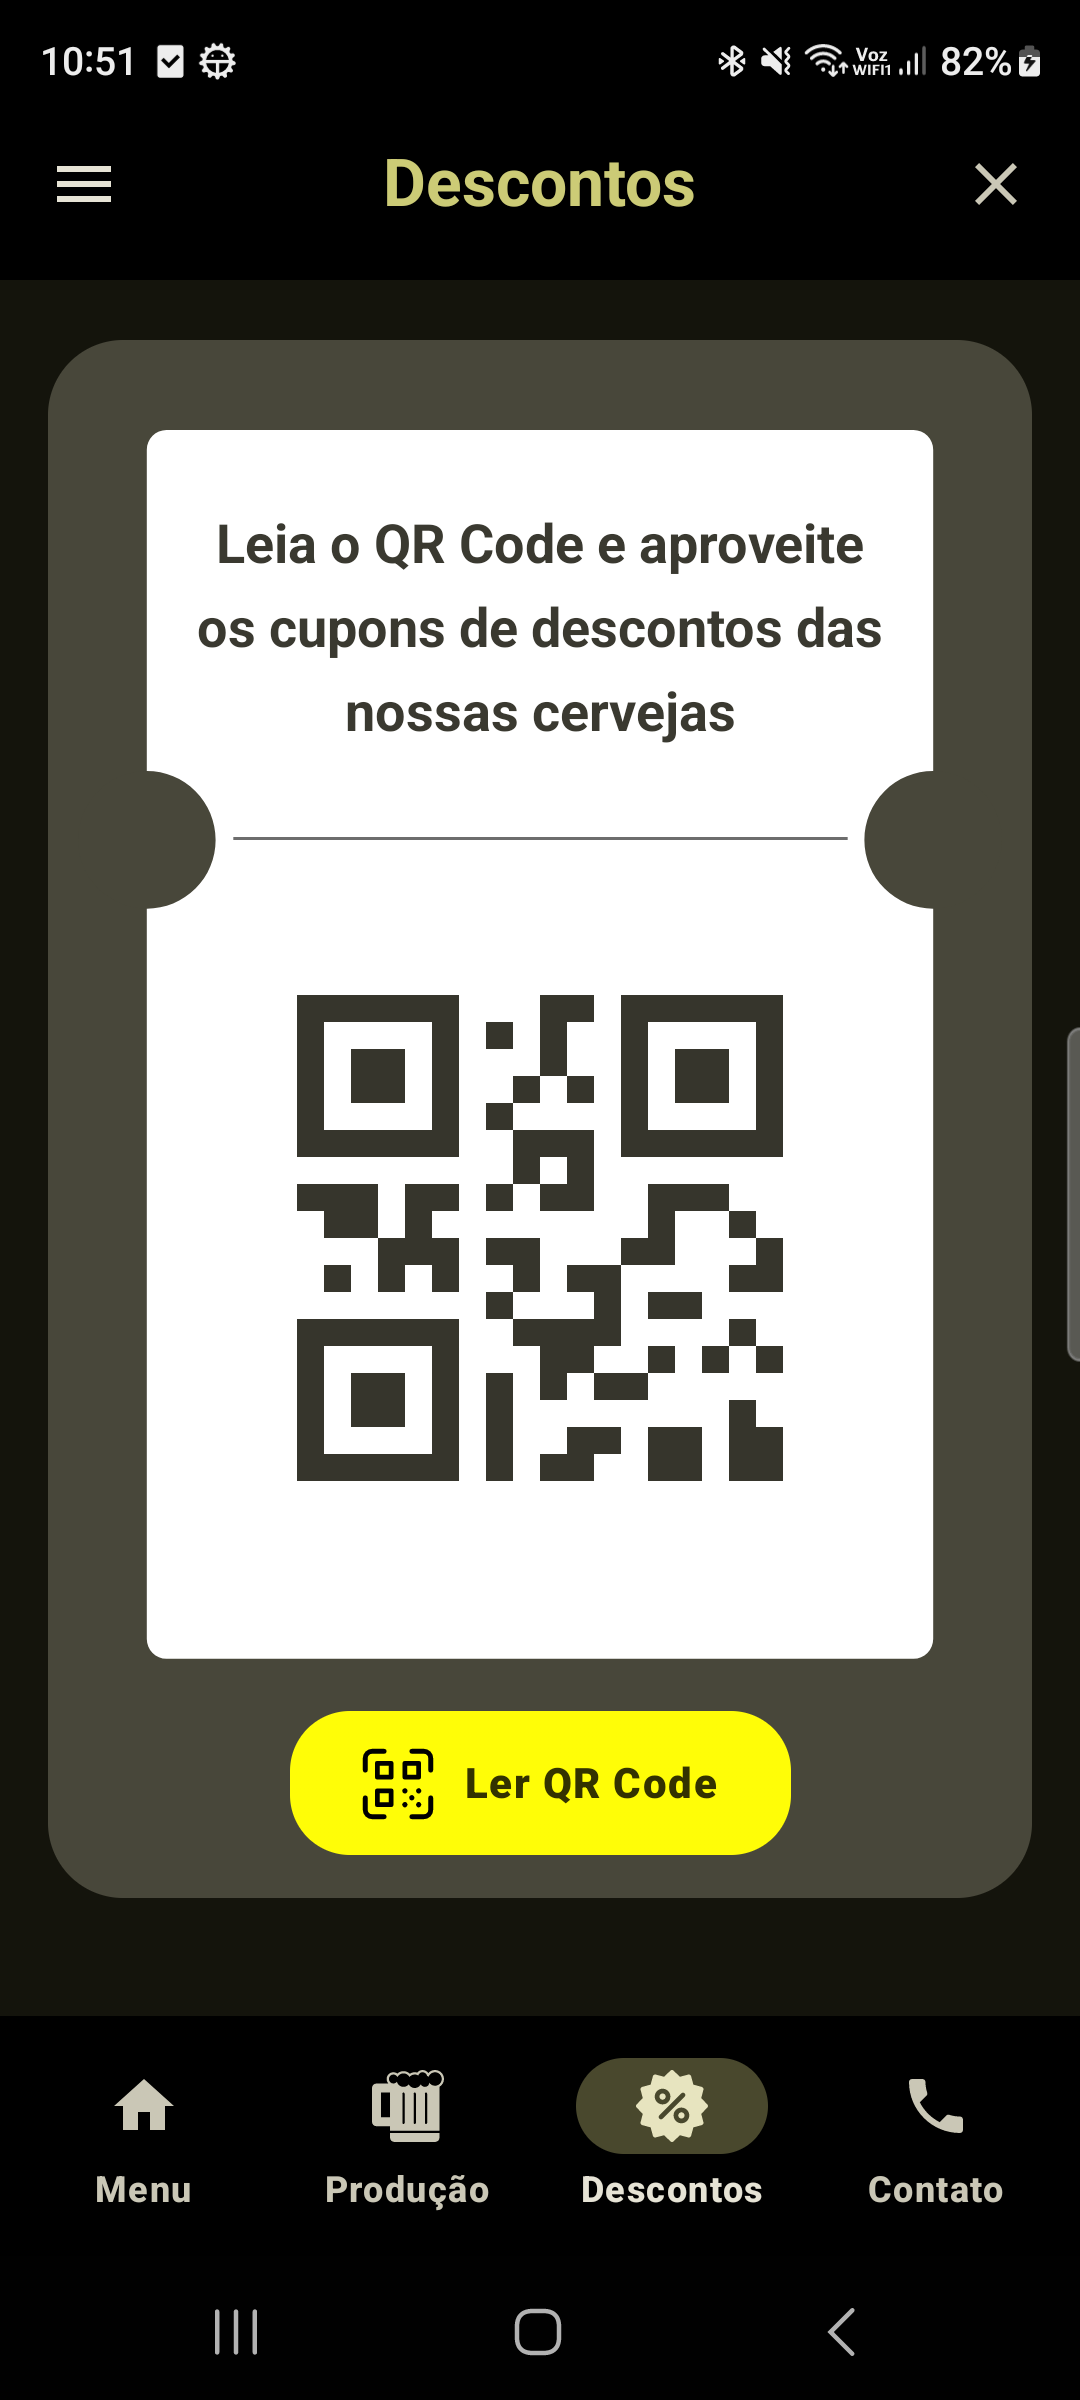 10:51
Voz
WIFI1
82%
Descontos
Leia o QR Code e aproveite
os cupons de descontos das
nossas cervejas
Ler QR Code
Menu
Produção
Descontos
Contato